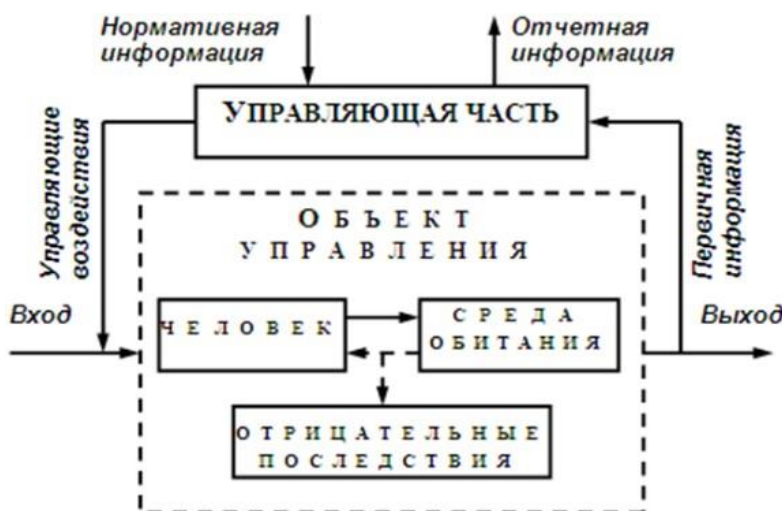 Нормативная
информация
Отчетная
информация
УПРАВЛЯЮЩАЯ ЧАСТЬ
Управляющие
воздействия
Первичная
информация
ОБЪЕКТ
УПРАВЛЕНИЯ
Вход
Выход
ЧЕЛОВЕК
СРЕДА
ОБИТАНИЯ
ОТРИЦАТЕЛЬНЫЕ
ПОСЛЕДСТВИЯ